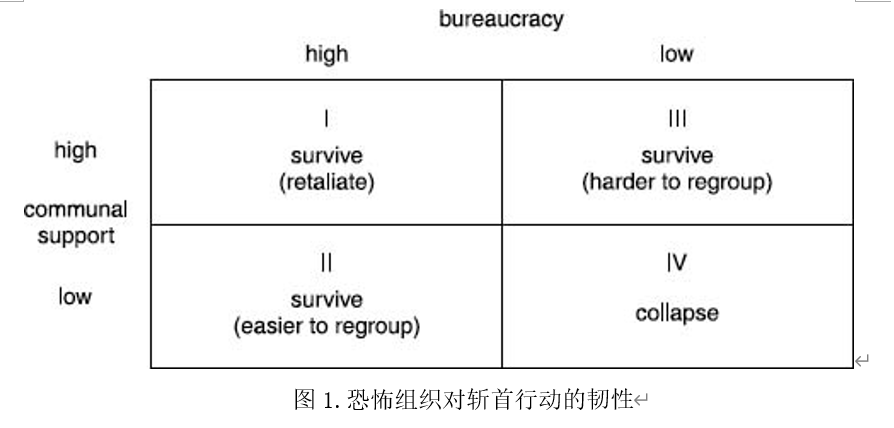 bureaucracy
high
low
high
communal
support
low
I
survive
(retaliate)
III
survive
(harder to regroup)
II
survive
(easier to regroup)
IV
collapse
图 1. 恐怖组织对斩首行动的韧性